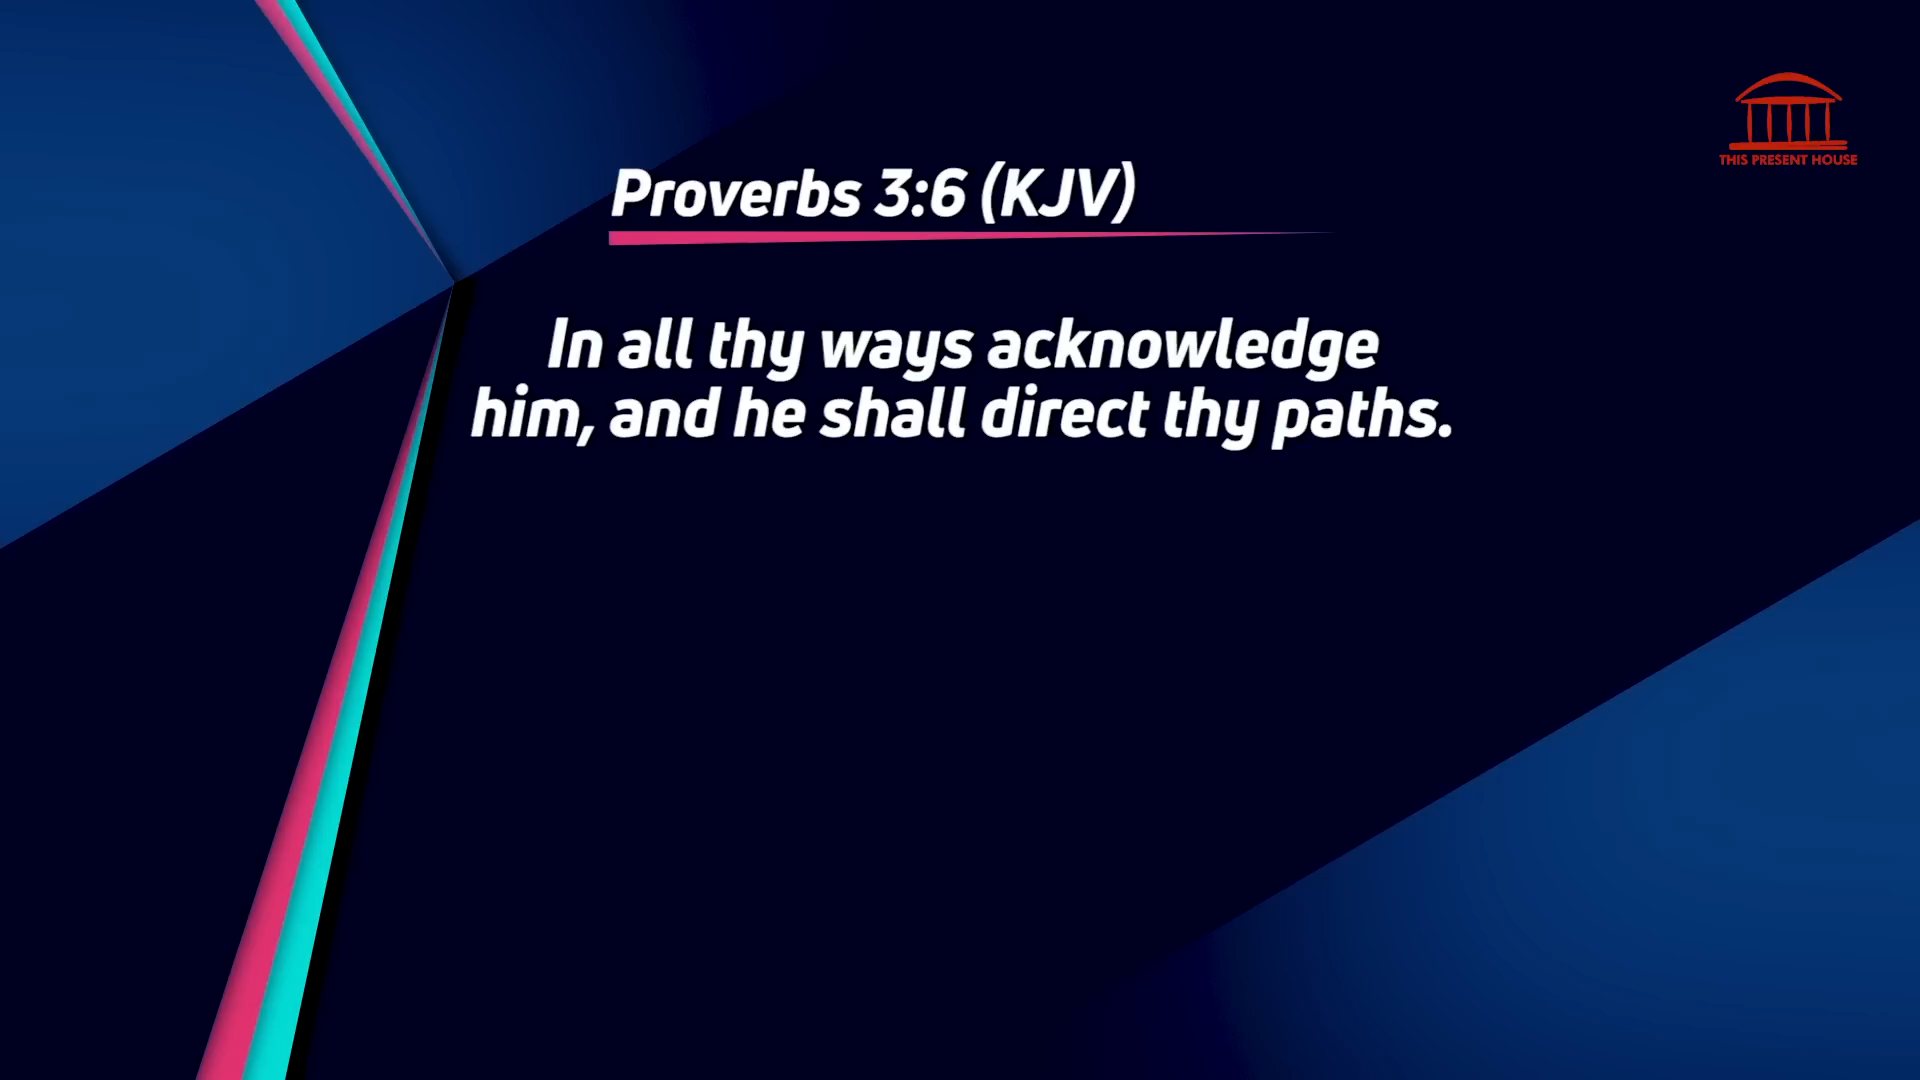 THIS PRESENT HOUSE
Proverbs 3:6 (KJV)
In all thy ways acknowledge
him, and he shall direct thy paths.